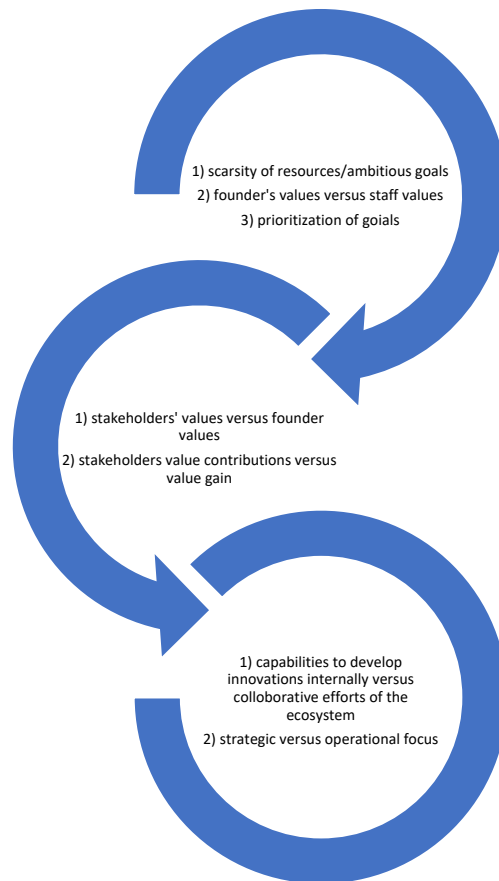 1) scarsity of resources/ambitious goals
2) founder's values versus staff values
3) prioritization of goials
1) stakeholders' values versus founder
values
2) stakeholders value contributions versus
value gain
1) capabilities to develop
innovations internally versus
colloborative efforts of the
ecosystem
2) strategic versus operational focus